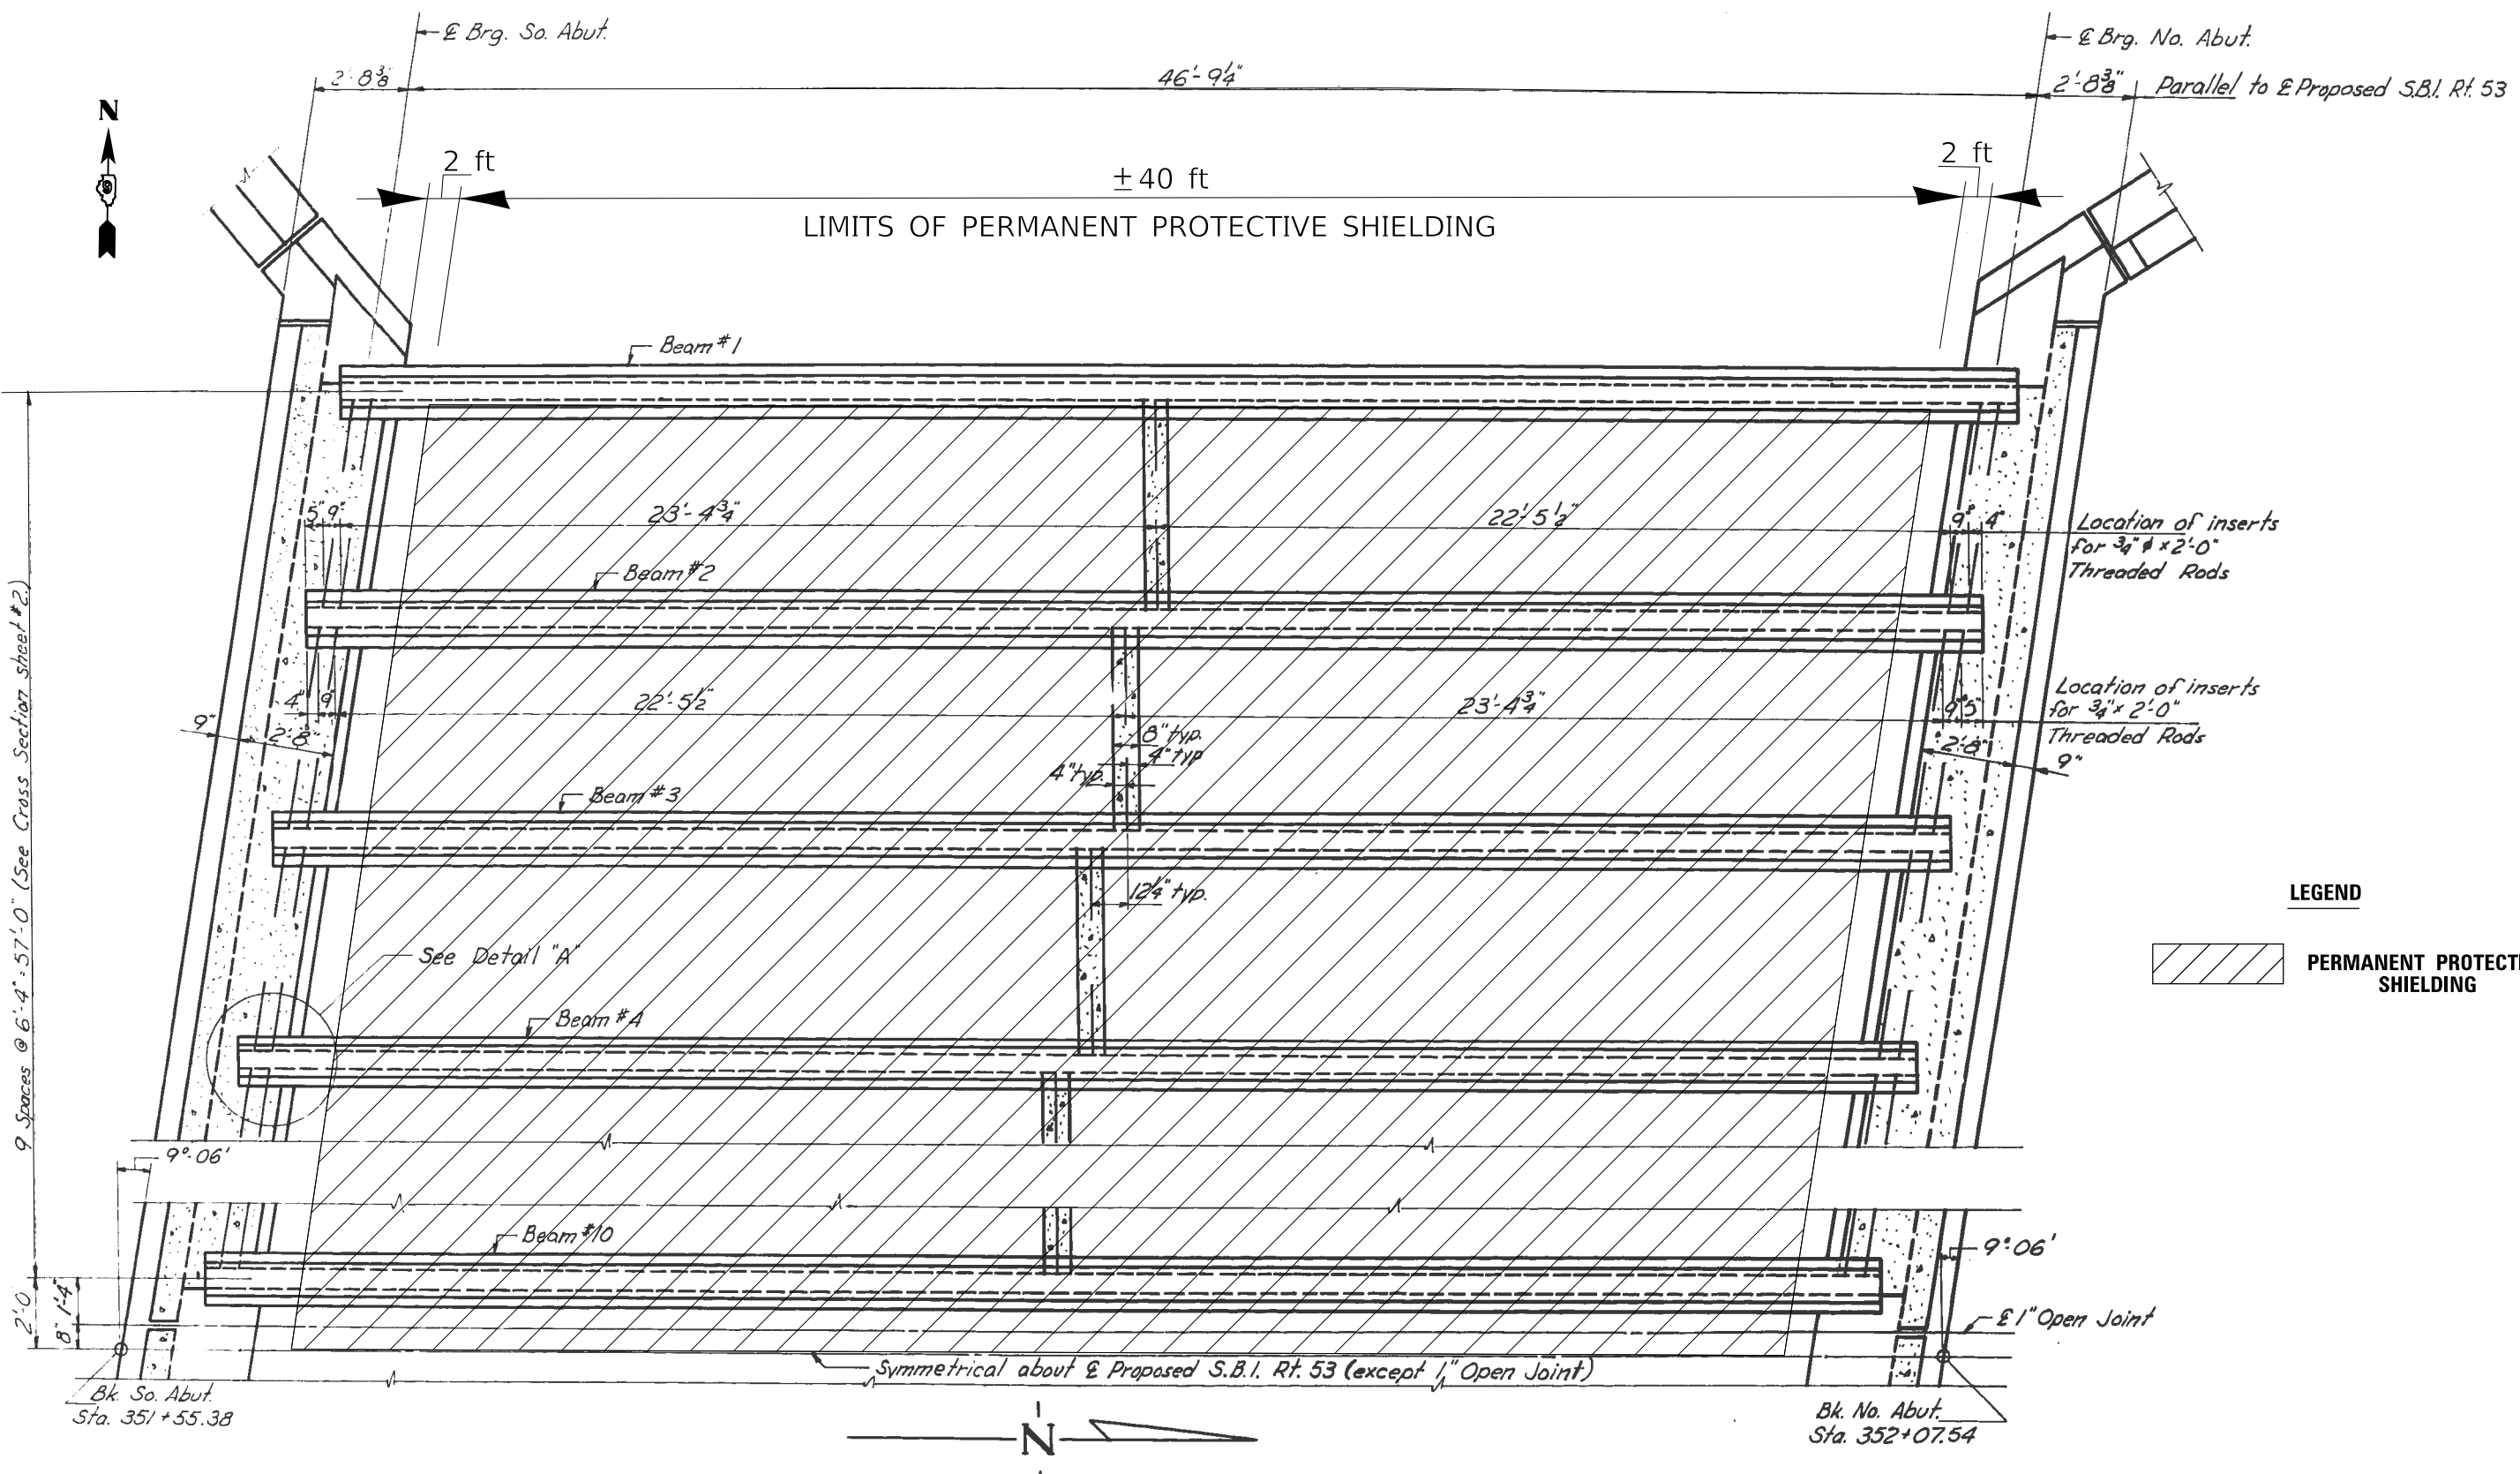 ℄ Brg. So. Abut.
℄ Brg. No. Abut.
2'-8⅜"
46'-9¼"
2'-8⅜"
Parallel to ℄ Proposed S.B.I. Rt. 53
N
2 ft
±40 ft
2 ft
LIMITS OF PERMANENT PROTECTIVE SHIELDING
Beam #1
5" 9"
23'-4¾"
22'-5½"
9" 4"
Location of inserts
for ¾" φ x 2'-0"
Threaded Rods
Beam #2
4" 9"
22'-5½"
23'-4¾"
9" 5"
Location of inserts
for ¾" x 2'-0"
Threaded Rods
9"
2'-8"
8" typ.
4" typ
4" typ.
2'-8"
9"
Beam #3
12¼" typ.
9 Spaces @ 6'-4" = 57'-0" (See Cross Section sheet #2)
LEGEND
PERMANENT PROTECTI
SHIELDING
See Detail "A"
Beam #4
9°-06'
Beam #10
9°-06'
2'-0
8" 1'-4"
℄ 1" Open Joint
Symmetrical about ℄ Proposed S.B.I. Rt. 53 (except 1" Open Joint)
Bk. So. Abut.
Sta. 351+55.38
Bk. No. Abut.
Sta. 352+07.54
N